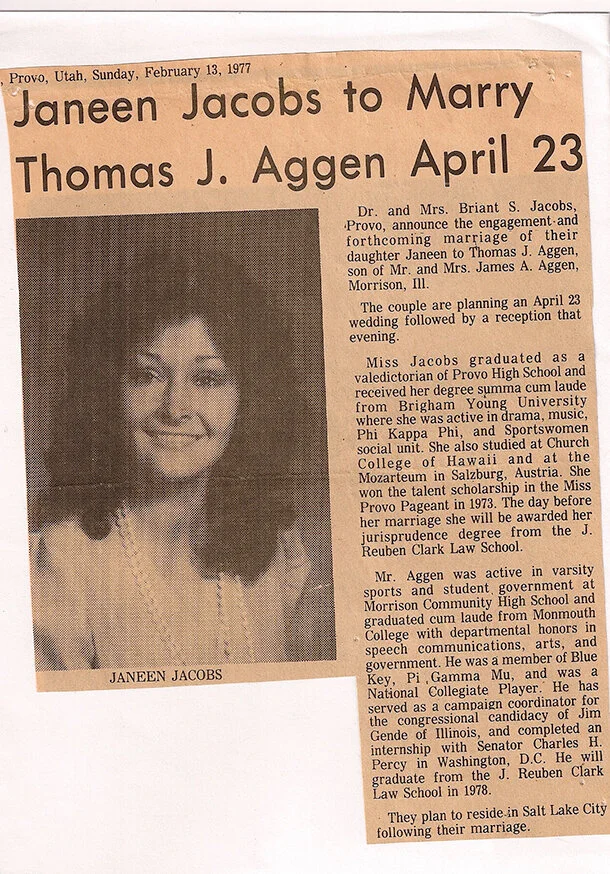 , Provo, Utah, Sunday, February 13, 1977
Janeen Jacobs to Marry
Thomas J. Aggen April 23
JANEEN JACOBS
Dr. and Mrs. Briant S. Jacobs,
Provo, announce the engagement and
forthcoming marriage of their
daughter Janeen to Thomas J. Aggen,
son of Mr. and Mrs. James A. Aggen,
Morrison, Ill.
The couple are planning an April 23
wedding followed by a reception that
evening.
Miss Jacobs graduated as a
valedictorian of Provo High School and
received her degree summa cum laude
from Brigham Young University
where she was active in drama, music,
Phi Kappa Phi, and Sportswomen
social unit. She also studied at Church
College of Hawaii and at the
Mozarteum in Salzburg, Austria. She
won the talent scholarship in the Miss
Provo Pageant in 1973. The day before
her marriage she will be awarded her
jurisprudence degree from the J.
Reuben Clark Law School.
Mr. Aggen was active in varsity
sports and student government at
Morrison Community High School and
graduated cum laude from Monmouth
College with departmental honors in
speech communications, arts, and
government. He was a member of Blue
Key, Pi Gamma Mu, and was a
National Collegiate Player. He has
served as a campaign coordinator for
the congressional candidacy of Jim
Gende of Illinois, and completed an
internship with Senator Charles H.
Percy in Washington, D.C. He will
graduate from the J. Reuben Clark
Law School in 1978.
They plan to reside in Salt Lake City
following their marriage.